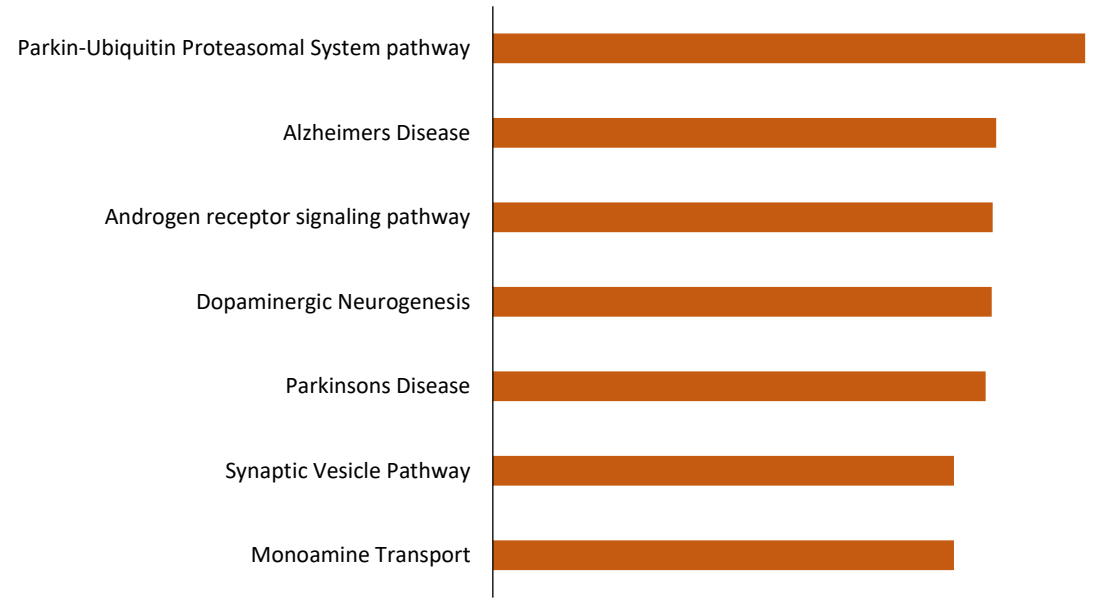 Parkin-Ubiquitin Proteasomal System pathway
Alzheimers Disease
Androgen receptor signaling pathway
Dopaminergic Neurogenesis
Parkinsons Disease
Synaptic Vesicle Pathway
Monoamine Transport